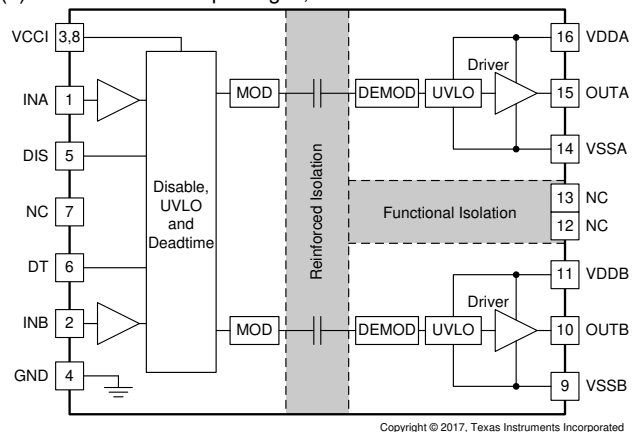 VCCI 3,8
16 VDDA
Driver
INA 1
MOD
DEMOD
UVLO
15 OUTA
DIS 5
14 VSSA
Disable,
UVLO
and
Deadtime
Reinforced Isolation
Functional Isolation
13 NC
12 NC
NC 7
DT 6
11 VDDB
Driver
INB 2
MOD
DEMOD
UVLO
10 OUTB
GND 4
9 VSSB
Copyright © 2017, Texas Instruments Incorporated